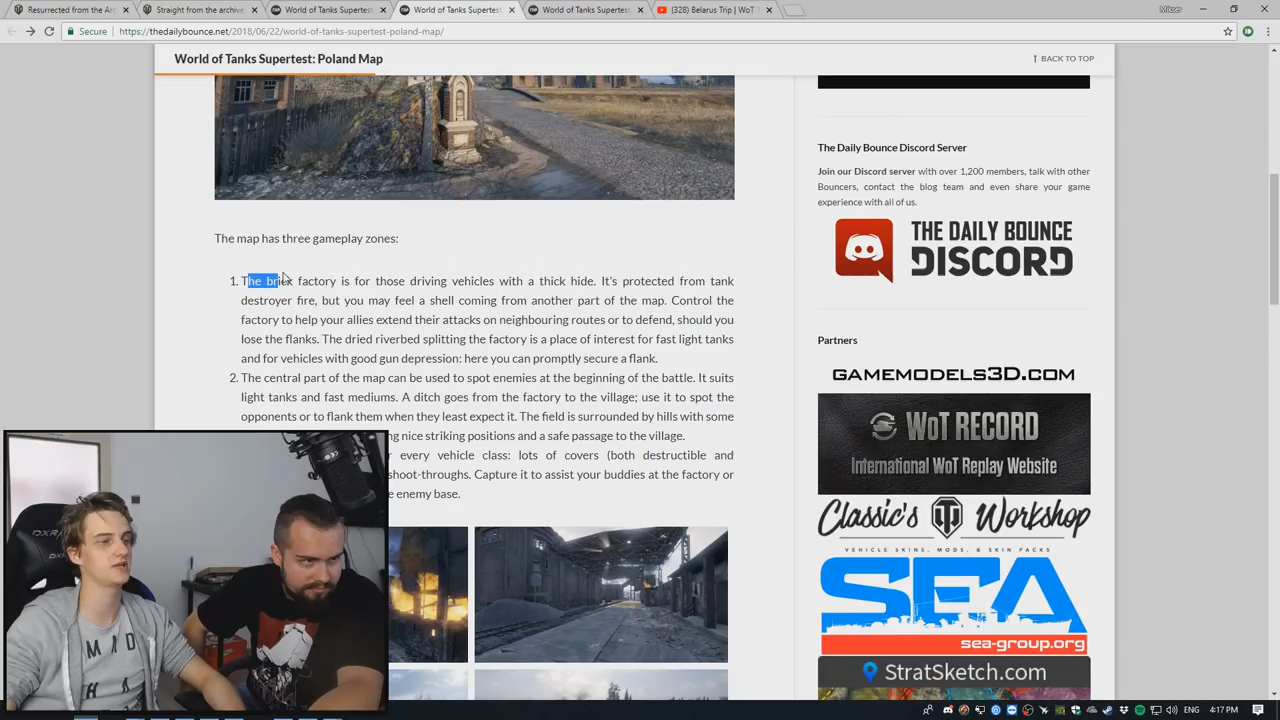 Resurrected from the Arc
Straight from the archive
World of Tanks Supertest
World of Tanks Supertest
World of Tanks Supertest
(328) Belarus Trip | WoT
Secure
https://thedailybounce.net/2018/06/22/world-of-tanks-supertest-poland-map/
World of Tanks Supertest: Poland Map
BACK TO TOP
The map has three gameplay zones:
1. The brick factory is for those driving vehicles with a thick hide. It's protected from tank
destroyer fire, but you may feel a shell coming from another part of the map. Control the
factory to help your allies extend their attacks on neighbouring routes or to defend, should you
lose the flanks. The dried riverbed splitting the factory is a place of interest for fast light tanks
and for vehicles with good gun depression: here you can promptly secure a flank.
2. The central part of the map can be used to spot enemies at the beginning of the battle. It suits
light tanks and fast mediums. A ditch goes from the factory to the village; use it to spot the
opponents or to flank them when they least expect it. The field is surrounded by hills with some
nice striking positions and a safe passage to the village.
every vehicle class: lots of covers (both destructible and
shoot-throughs. Capture it to assist your buddies at the factory or
e enemy base.
The Daily Bounce Discord Server
Join our Discord server with over 1,200 members, talk with other
Bouncers, contact the blog team and even share your game
experience with all of us.
THE DAILY BOUNCE
DISCORD
Partners
GAMEMODELS3D.COM
WoT RECORD
International WoT Replay Website
Classic's Workshop
VEHICLE SKINS, MODS, & SKIN PACKS
SEA
sea-group.org
StratSketch.com
DXRA
MAD
ENG
4:17 PM